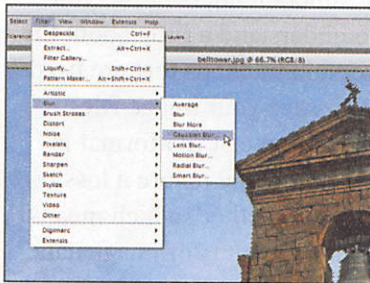 Select Filter View Window Extensis Help
Despeckle Ctrl+F
Extract... Alt+Ctrl+X
Filter Gallery...
Liquify... Shift+Ctrl+X
Pattern Maker... Alt+Shift+Ctrl+X
Artistic
Blur
Brush Strokes
Distort
Noise
Pixelate
Render
Sharpen
Sketch
Stylize
Texture
Video
Other
Digimarc
Extensis
Layers
belltower.jpg @ 66.7% (RGB/8)
Average
Blur
Blur More
Gaussian Blur...
Lens Blur...
Motion Blur...
Radial Blur...
Smart Blur...